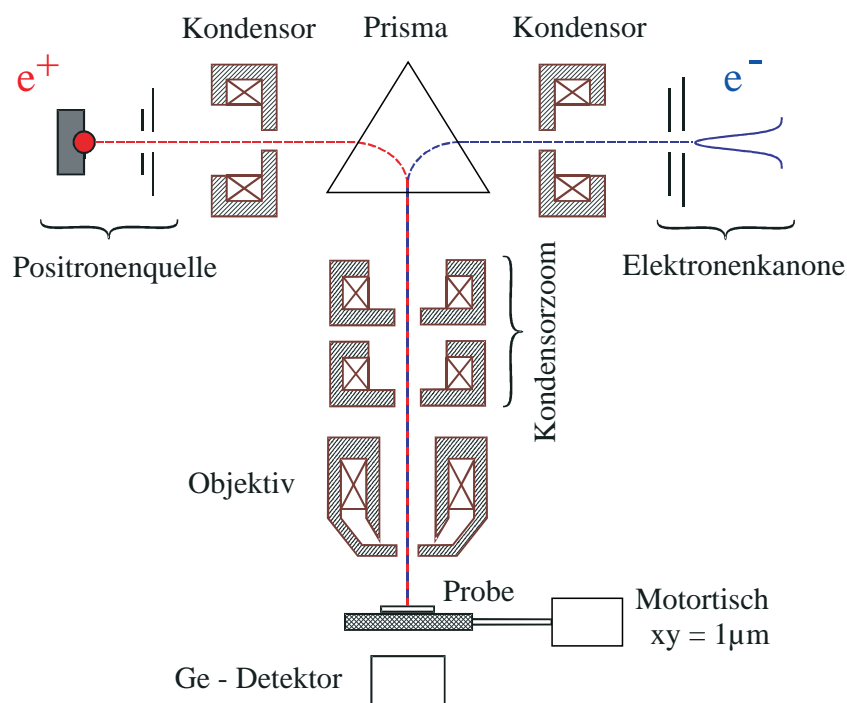 Kondensor
Prisma
Kondensor
e+
e-
Positronenquelle
Elektronenkanone
Kondensorzoom
Objektiv
Probe
Motortisch
xy = 1µm
Ge - Detektor